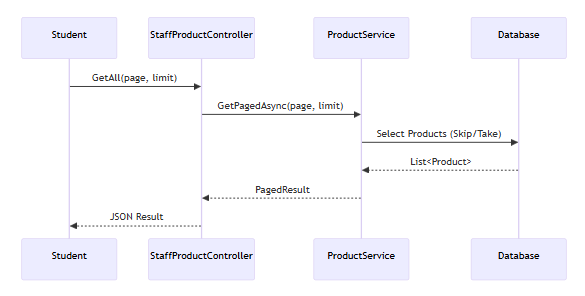 Student
StaffProductController
ProductService
Database
GetAll(page, limit)
GetPagedAsync(page, limit)
Select Products (Skip/Take)
List<Product>
PagedResult
JSON Result
Student
StaffProductController
ProductService
Database